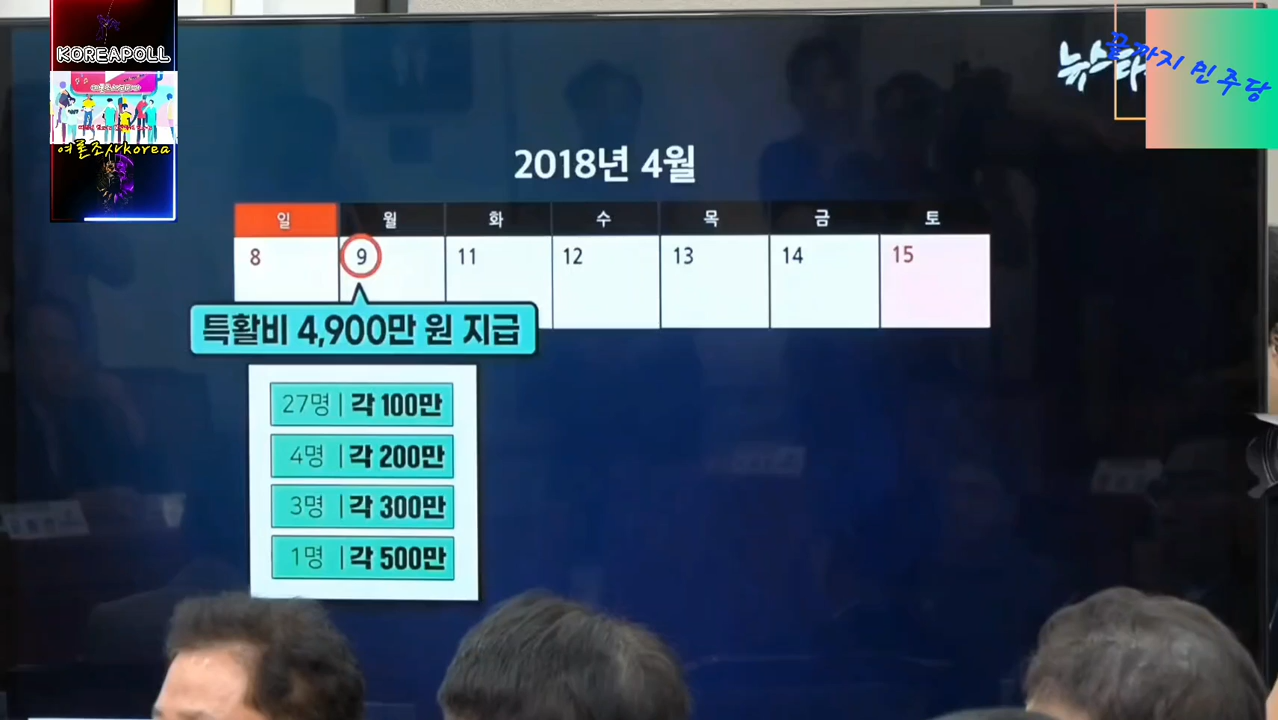 KOREAPOLL
여론조사korea
뉴스타
끝까지 민주당
2018년 4월
일 월 화 수 목 금 토
8 9 11 12 13 14 15
특활비 4,900만 원 지급
27명 | 각 100만
4명 | 각 200만
3명 | 각 300만
1명 | 각 500만